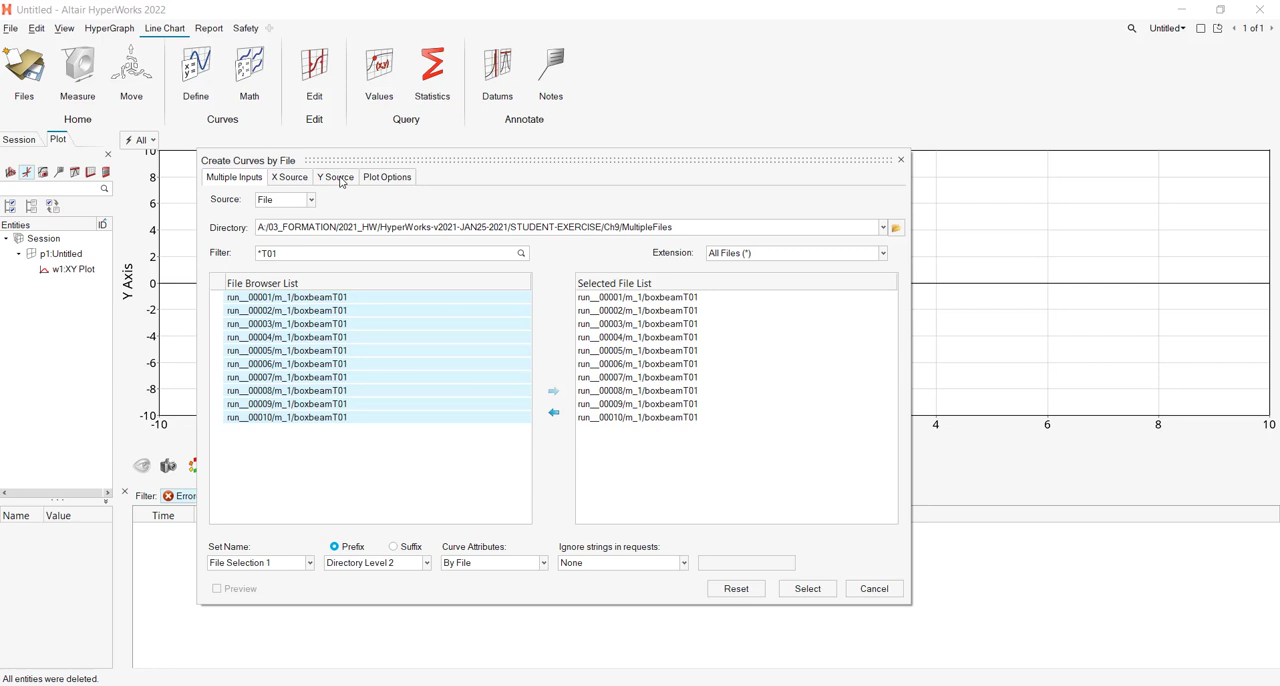 Untitled - Altair HyperWorks 2022
File Edit View HyperGraph Line Chart Report Safety Untitled 1 of 1
Files Measure Move Define Math Edit Values Statistics Datums Notes
Home Curves Edit Query Annotate
Session Plot All
Create Curves by File
Multiple Inputs X Source Y Source Plot Options
Source: File
Directory: A:/03_FORMATION/2021_HW/HyperWorks-v2021-JAN25-2021/STUDENT-EXERCISE/Ch9/MultipleFiles
Filter: *T01 Extension: All Files (*)
Entities ID
Session
p1:Untitled
w1:XY Plot
Y Axis
10
8
6
4
2
0
-2
-4
-6
-8
-10
-10 4 6 8 10
File Browser List Selected File List
run__00001/m_1/boxbeamT01 run__00001/m_1/boxbeamT01
run__00002/m_1/boxbeamT01 run__00002/m_1/boxbeamT01
run__00003/m_1/boxbeamT01 run__00003/m_1/boxbeamT01
run__00004/m_1/boxbeamT01 run__00004/m_1/boxbeamT01
run__00005/m_1/boxbeamT01 run__00005/m_1/boxbeamT01
run__00006/m_1/boxbeamT01 run__00006/m_1/boxbeamT01
run__00007/m_1/boxbeamT01 run__00007/m_1/boxbeamT01
run__00008/m_1/boxbeamT01 run__00008/m_1/boxbeamT01
run__00009/m_1/boxbeamT01 run__00009/m_1/boxbeamT01
run__00010/m_1/boxbeamT01 run__00010/m_1/boxbeamT01
Filter: Error
Name Value Time
Set Name: Prefix Suffix Curve Attributes: Ignore strings in requests:
File Selection 1 Directory Level 2 By File None
Preview Reset Select Cancel
All entities were deleted.